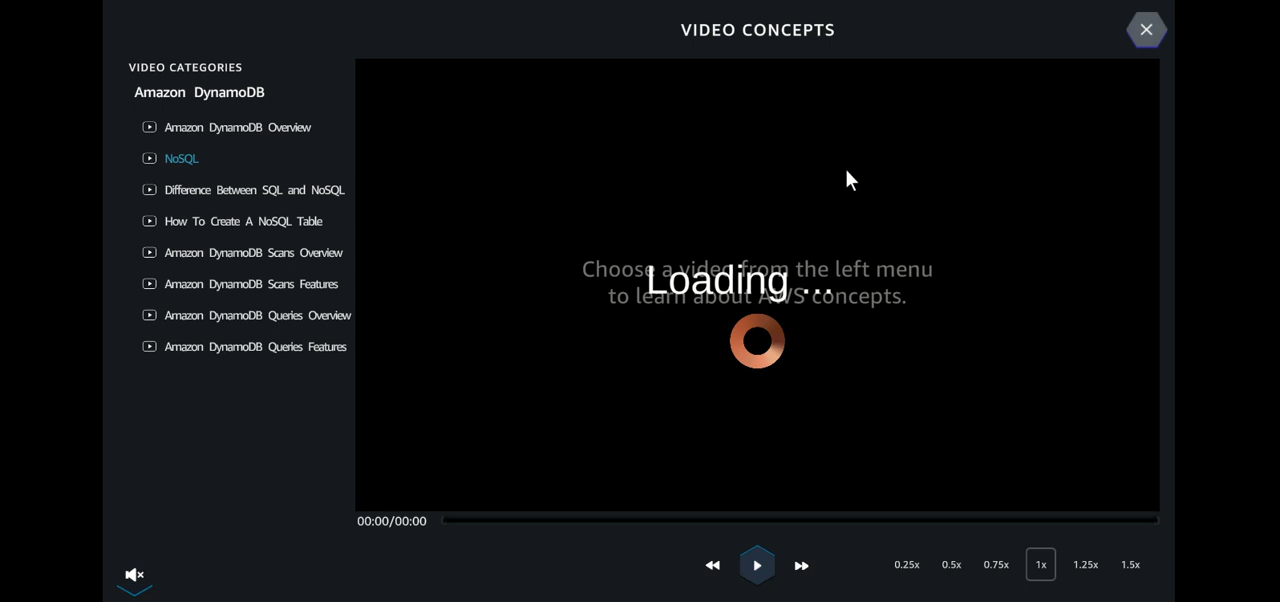 VIDEO CONCEPTS
VIDEO CATEGORIES
Amazon DynamoDB
Amazon DynamoDB Overview
NoSQL
Difference Between SQL and NoSQL
How To Create A NoSQL Table
Amazon DynamoDB Scans Overview
Amazon DynamoDB Scans Features
Amazon DynamoDB Queries Overview
Amazon DynamoDB Queries Features
Choose a video from the left menu
Loading ...
to learn about AWS concepts.
00:00/00:00
0.25x 0.5x 0.75x 1x 1.25x 1.5x